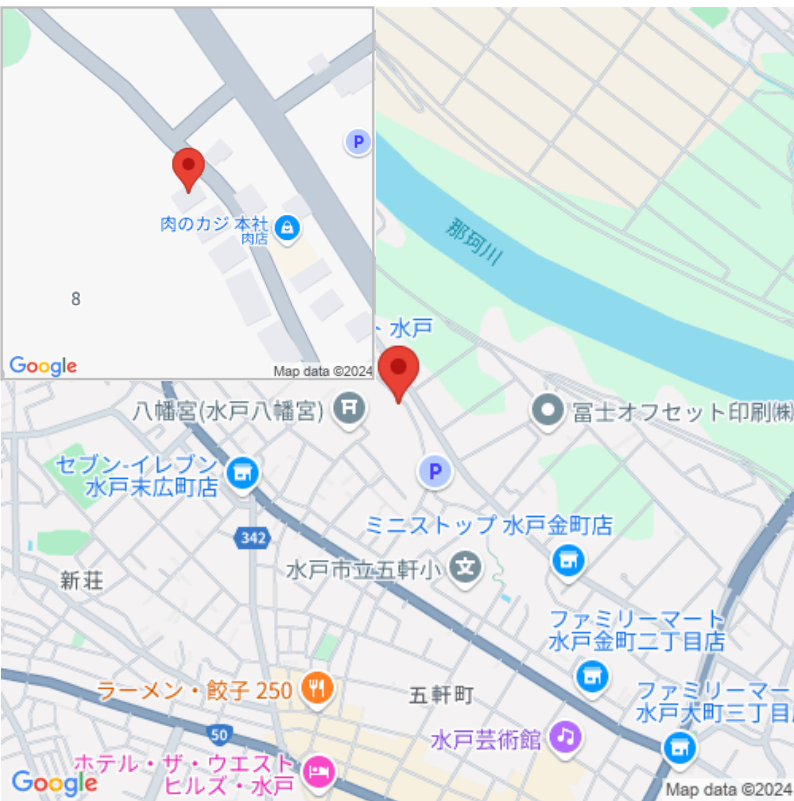 肉のカジ 本社
肉店
8
Google
Map data ©2024
那珂川
ト 水戸
八幡宮(水戸八幡宮)
冨士オフセット印刷㈱
セブン-イレブン
水戸末広町店
P
P
ミニストップ 水戸金町店
342
水戸市立五軒小
文
新荘
ファミリーマート
水戸金町二丁目店
ラーメン・餃子 250
五軒町
ファミリーマー
水戸大町三丁目
50
水戸芸術館
ホテル・ザ・ウエスト
ヒルズ・水戸
Google
Map data ©2024